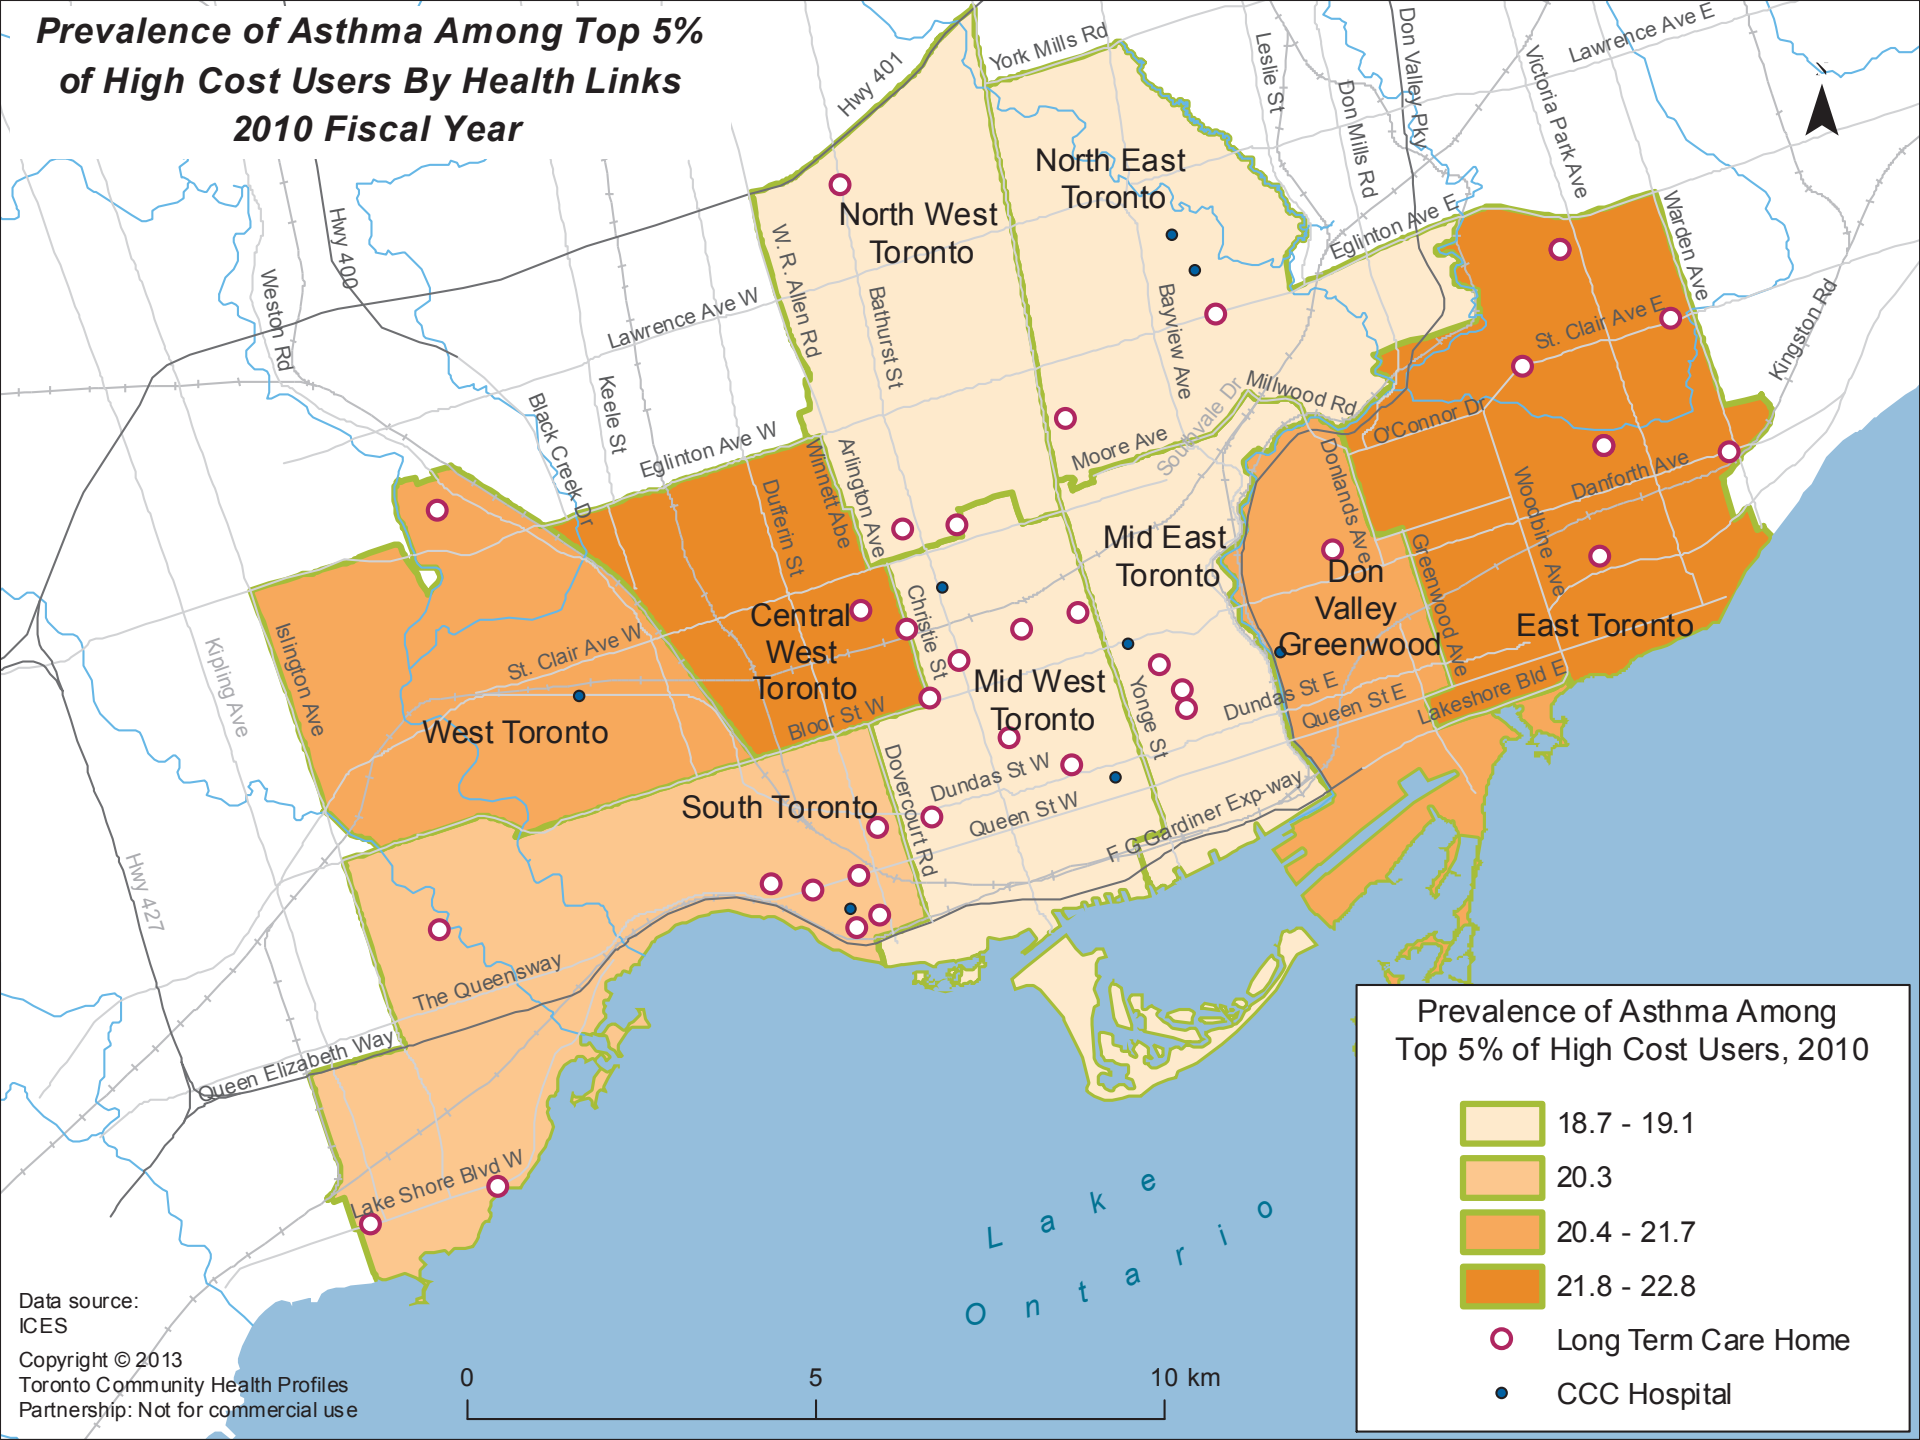 Prevalence of Asthma Among Top 5%
of High Cost Users By Health Links
2010 Fiscal Year
Hwy 401
York Mills Rd
Leslie St
Don Mills Rd
Don Valley Pky
Victoria Park Ave
Lawrence Ave E
N
North East
Toronto
North West
Toronto
Hwy 400
Weston Rd
Lawrence Ave W
W. R. Allen Rd
Bathurst St
Bayview Ave
Eglinton Ave E
Warden Ave
Kingston Rd
St. Clair Ave E
Keele St
Black Creek Dr
Eglinton Ave W
Winnett Abe
Arlington Ave
Dufferin St
Moore Ave
Southvale Dr
Millwood Rd
O'Connor Dr
Donlands Ave
Danforth Ave
Woodbine Ave
Greenwood Ave
Mid East
Toronto
Don
Valley
Greenwood
East Toronto
Central
West
Toronto
Christie St
Mid West
Toronto
Yonge St
Islington Ave
Kipling Ave
St. Clair Ave W
West Toronto
Bloor St W
Dundas St E
Queen St E
Lakeshore Bld E
South Toronto
Dovercourt Rd
Dundas St W
Queen St W
F G Gardiner Exp-way
Hwy 427
The Queensway
Queen Elizabeth Way
Lake Shore Blvd W
Lake
Ontario
Prevalence of Asthma Among
Top 5% of High Cost Users, 2010
18.7 - 19.1
20.3
20.4 - 21.7
21.8 - 22.8
Long Term Care Home
CCC Hospital
Data source:
ICES
Copyright © 2013
Toronto Community Health Profiles
Partnership: Not for commercial use
0 5 10 km